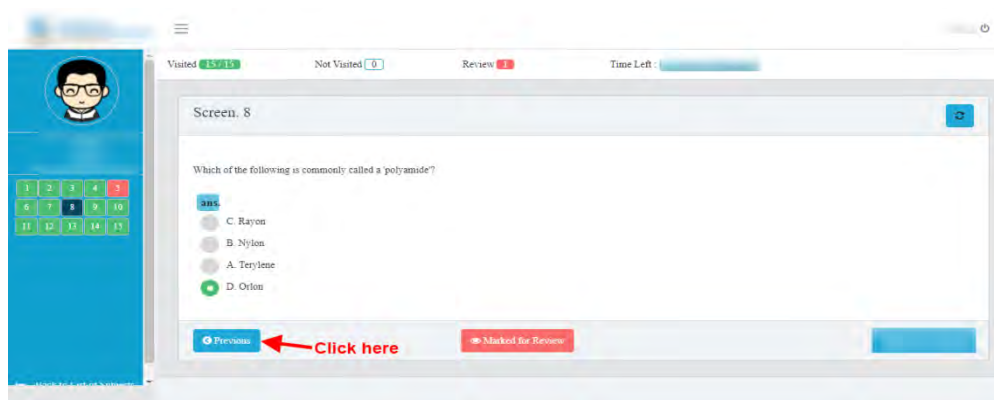 Visited 15 / 15 Not Visited 0 Review 1 Time Left :
Screen. 8
Which of the following is commonly called a 'polyamide'?
ans.
C. Rayon
B. Nylon
A. Terylene
D. Orlon
1 2 3 4 5
6 7 8 9 10
11 12 13 14 15
Previous
Click here
Marked for Review